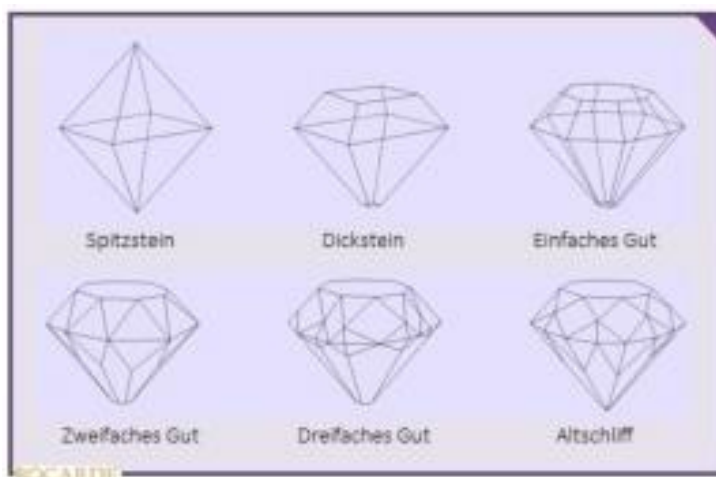 Spitzstein
Dickstein
Einfaches Gut
Zweifaches Gut
Dreifaches Gut
Altschliff